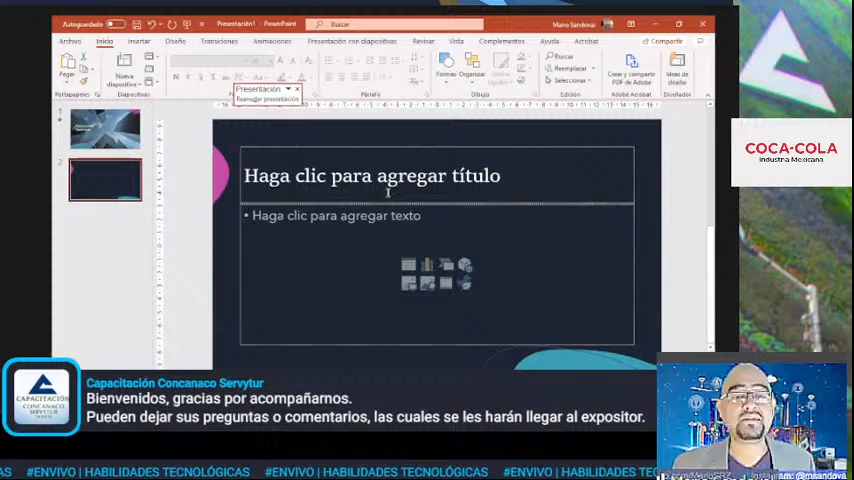 Autoguardado
Presentación1 - PowerPoint
Buscar
Mario Sandoval
Archivo Inicio Insertar Diseño Transiciones Animaciones Presentación con diapositivas Revisar Vista Complementos Ayuda Acrobat Compartir
Pegar
Nueva
diapositiva
N K S
Formas Organizar
Buscar
Reemplazar
Seleccionar
Crear y compartir
PDF de Adobe
Ideas de
diseño
Presentación
Reanudar presentación
Portapapeles Diapositivas Párrafo Dibujo Edición Adobe Acrobat Diseñador
1
2
Haga clic para agregar título
• Haga clic para agregar texto
COCA-COLA
Industria Mexicana
CAPACITACIÓN
CONCANACO
SERVYTUR
Capacitación Concanaco Servytur
Bienvenidos, gracias por acompañarnos.
Pueden dejar sus preguntas o comentarios, las cuales se les harán llegar al expositor.
AS #ENVIVO | HABILIDADES TECNOLÓGICAS #ENVIVO | HABILIDADES TECNOLÓGICAS #ENVIVO | HABILIDADES TECNOLÓGICAS #E